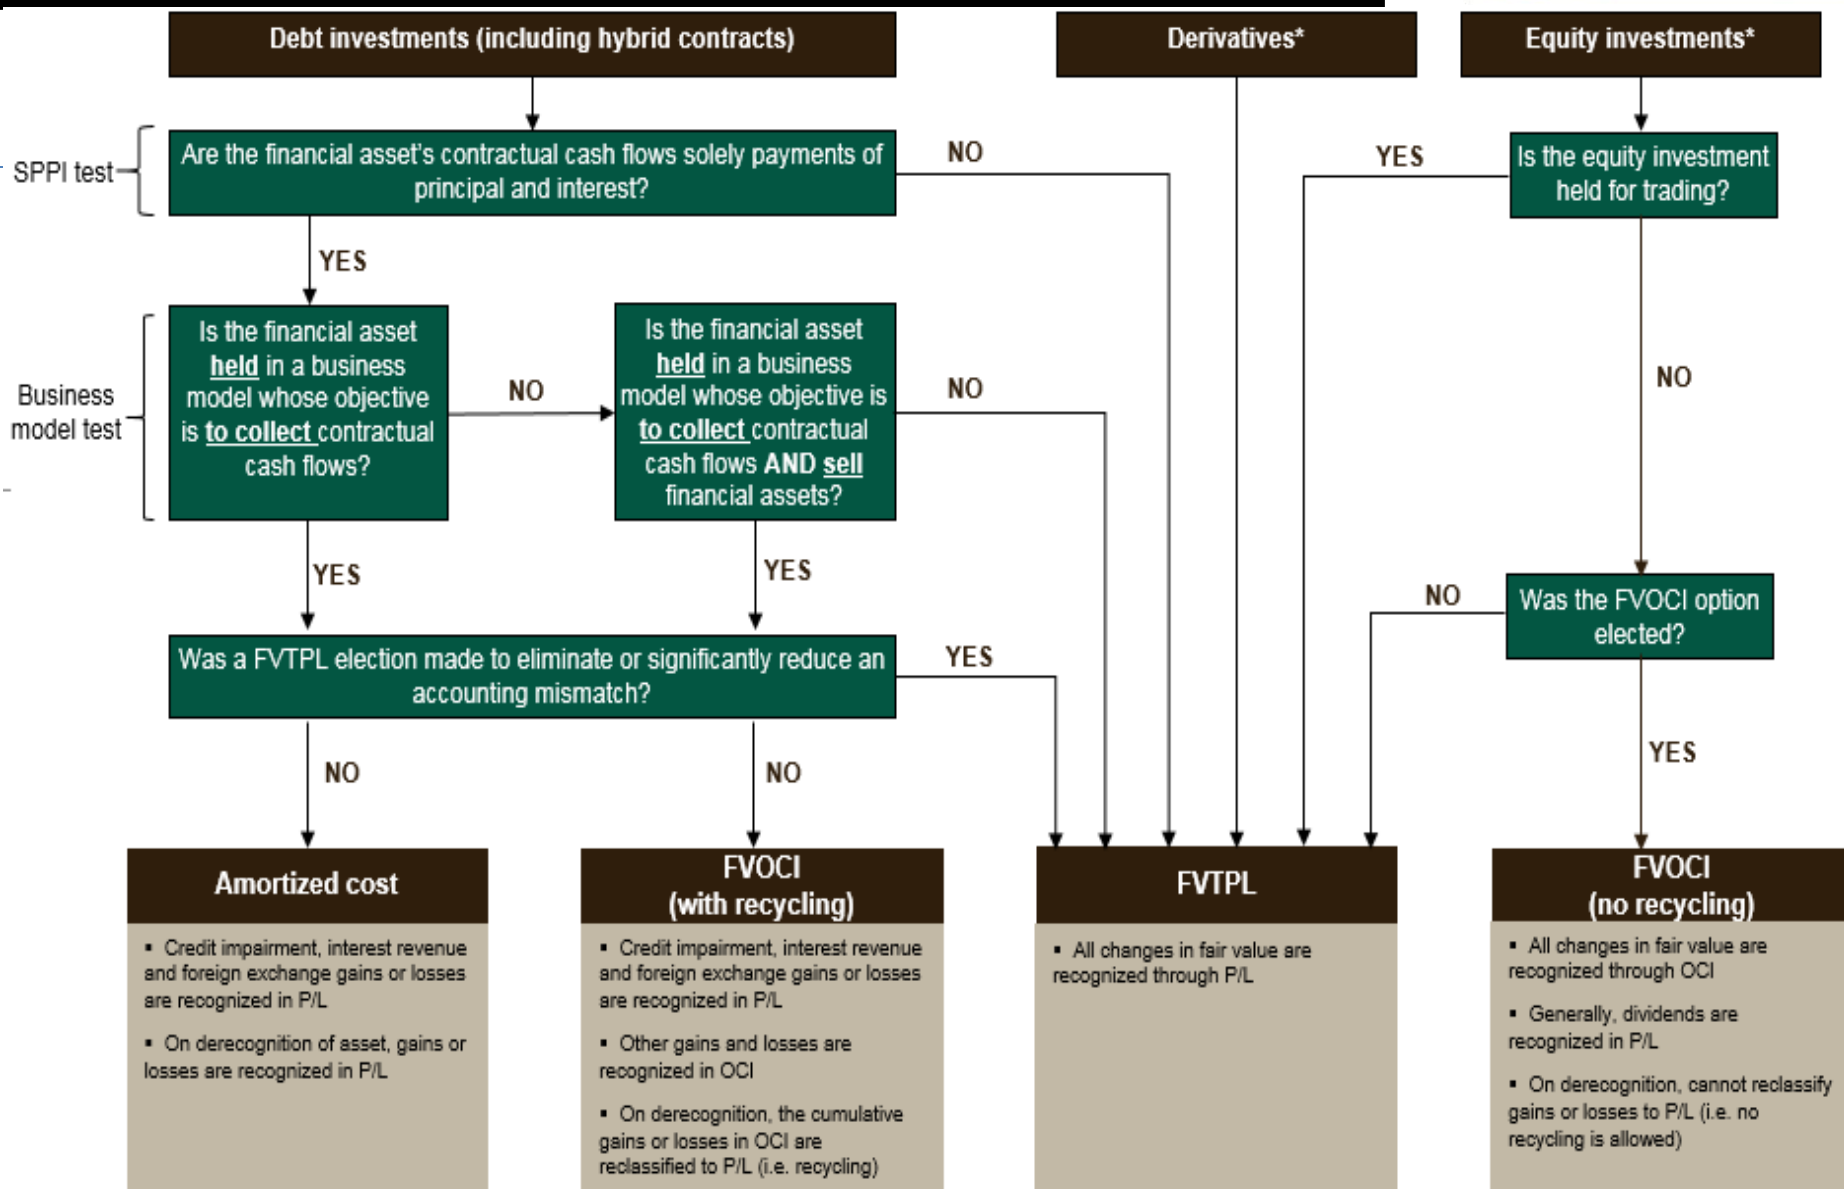 Debt investments (including hybrid contracts)
Derivatives*
Equity investments*
SPPI test
Are the financial asset's contractual cash flows solely payments of
principal and interest?
NO
YES
Is the equity investment
held for trading?
YES
Business
model test
Is the financial asset
held in a business
model whose objective
is to collect contractual
cash flows?
NO
Is the financial asset
held in a business
model whose objective is
to collect contractual
cash flows AND sell
financial assets?
NO
NO
YES
YES
NO
Was the FVOCI option
elected?
Was a FVTPL election made to eliminate or significantly reduce an
accounting mismatch?
YES
NO
NO
YES
Amortized cost
▪ Credit impairment, interest revenue
and foreign exchange gains or losses
are recognized in P/L
▪ On derecognition of asset, gains or
losses are recognized in P/L
FVOCI
(with recycling)
▪ Credit impairment, interest revenue
and foreign exchange gains or losses
are recognized in P/L
▪ Other gains and losses are
recognized in OCI
▪ On derecognition, the cumulative
gains or losses in OCI are
reclassified to P/L (i.e. recycling)
FVTPL
▪ All changes in fair value are
recognized through P/L
FVOCI
(no recycling)
▪ All changes in fair value are
recognized through OCI
▪ Generally, dividends are
recognized in P/L
▪ On derecognition, cannot reclassify
gains or losses to P/L (i.e. no
recycling is allowed)